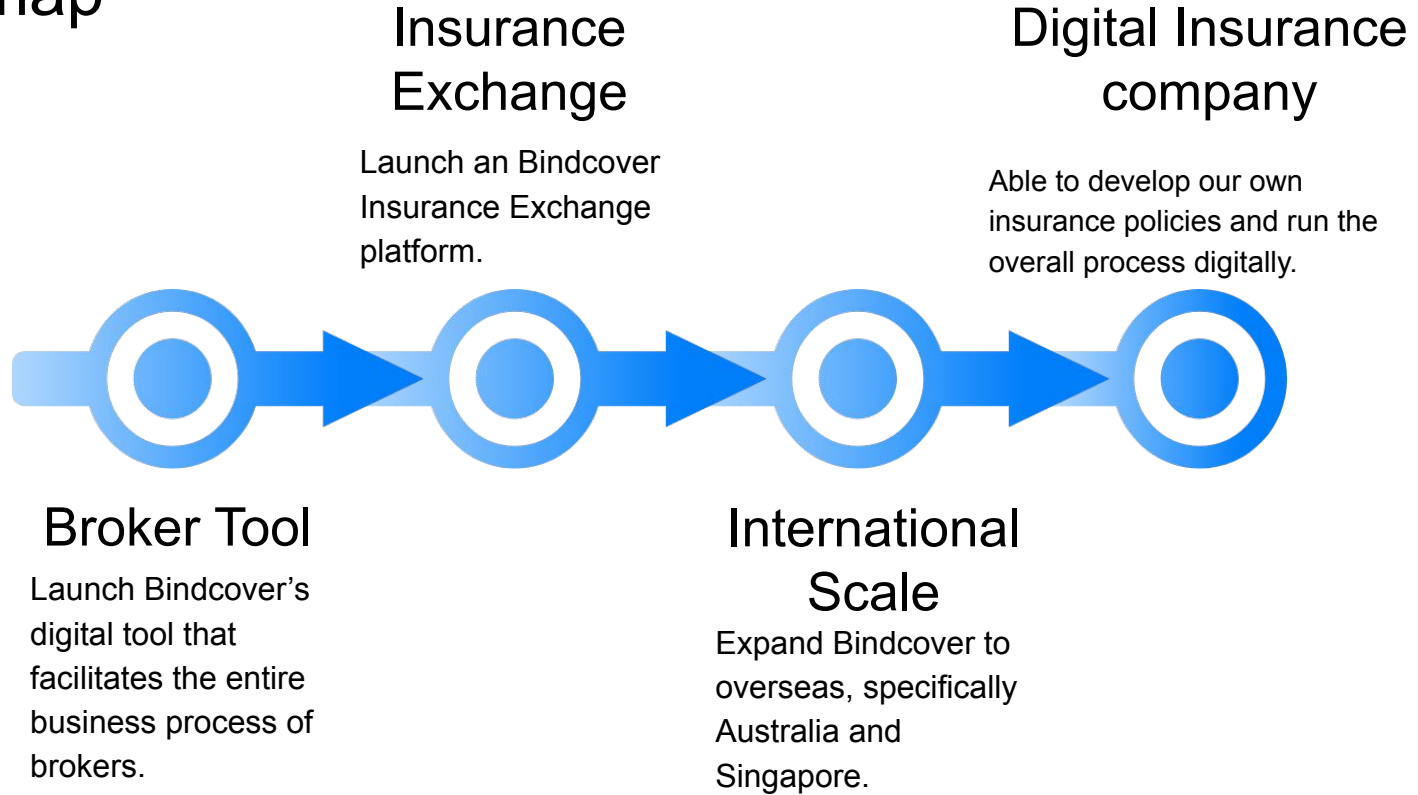 map
Insurance
Exchange
Launch an Bindcover
Insurance Exchange
platform.
Digital Insurance
company
Able to develop our own
insurance policies and run the
overall process digitally.
Broker Tool
Launch Bindcover’s
digital tool that
facilitates the entire
business process of
brokers.
International
Scale
Expand Bindcover to
overseas, specifically
Australia and
Singapore.